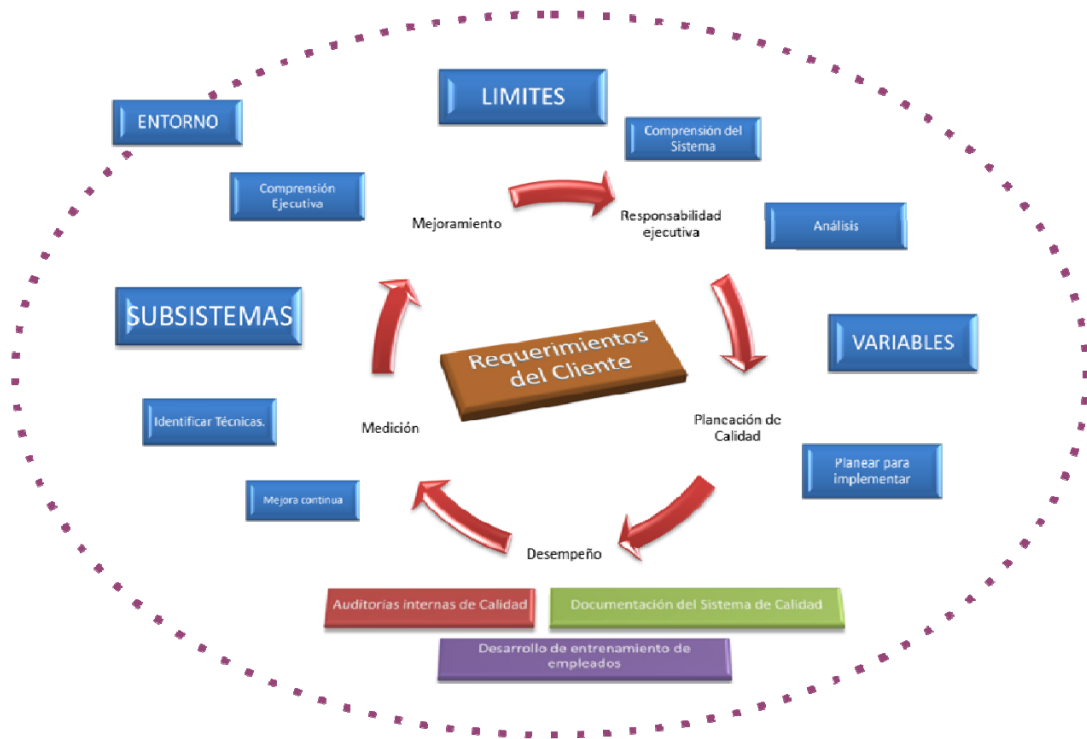 LIMITES
ENTORNO
Comprensión del
Sistema
Comprensión
Ejecutiva
Mejoramiento
Responsabilidad
ejecutiva
Análisis
SUBSISTEMAS
VARIABLES
Requerimientos
del Cliente
Identificar Técnicas.
Medición
Planeación de
Calidad
Planear para
implementar
Mejora continua
Desempeño
Auditorías internas de Calidad
Documentación del Sistema de Calidad
Desarrollo de entrenamiento de
empleados